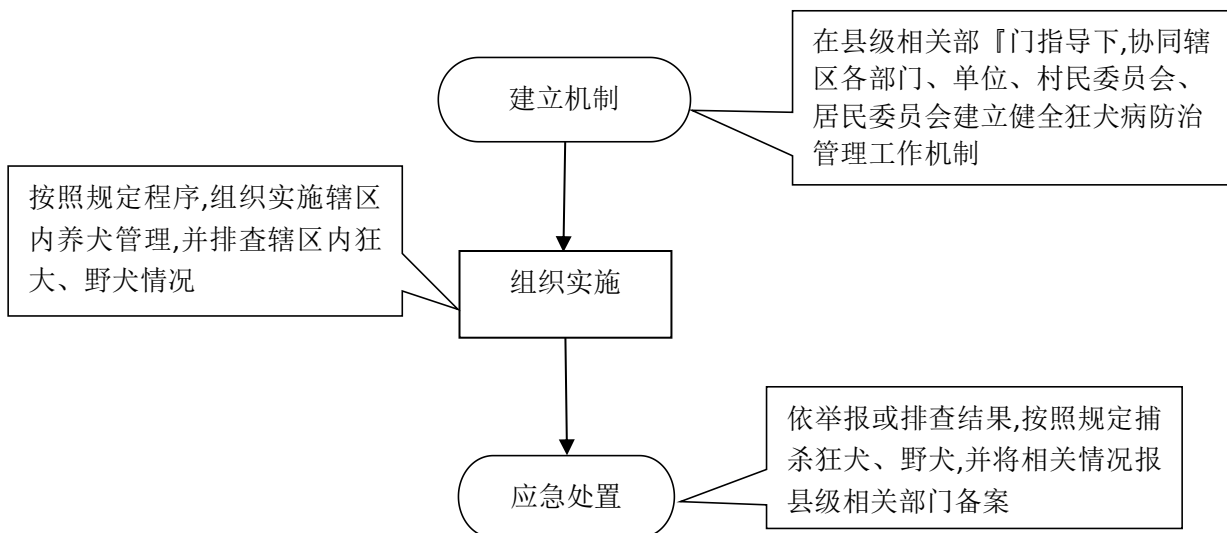 建立机制
在县级相关部『门指导下,协同辖
区各部门、单位、村民委员会、
居民委员会建立健全狂犬病防治
管理工作机制
按照规定程序,组织实施辖区
内养犬管理,并排查辖区内狂
大、野犬情况
组织实施
依举报或排查结果,按照规定捕
杀狂犬、野犬,并将相关情况报
县级相关部门备案
应急处置